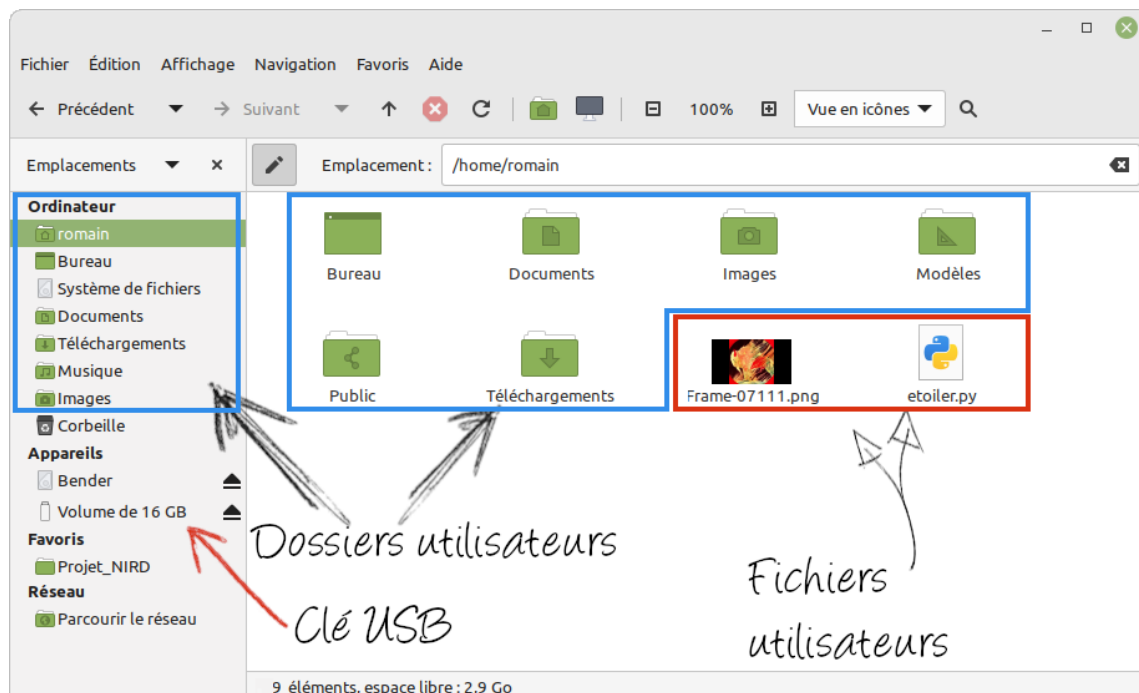 Fichier Édition Affichage Navigation Favoris Aide
Précédent Suivant 100% Vue en icônes
Emplacements Emplacement : /home/romain
Ordinateur
romain
Bureau
Système de fichiers
Documents
Téléchargements
Musique
Images
Corbeille
Appareils
Bender
Volume de 16 GB
Favoris
Projet_NIRD
Réseau
Parcourir le réseau
Bureau Documents Images Modèles
Public Téléchargements Frame-07111.png etoiler.py
Dossiers utilisateurs
Clé USB
Fichiers
utilisateurs
9 éléments, espace libre : 2,9 Go